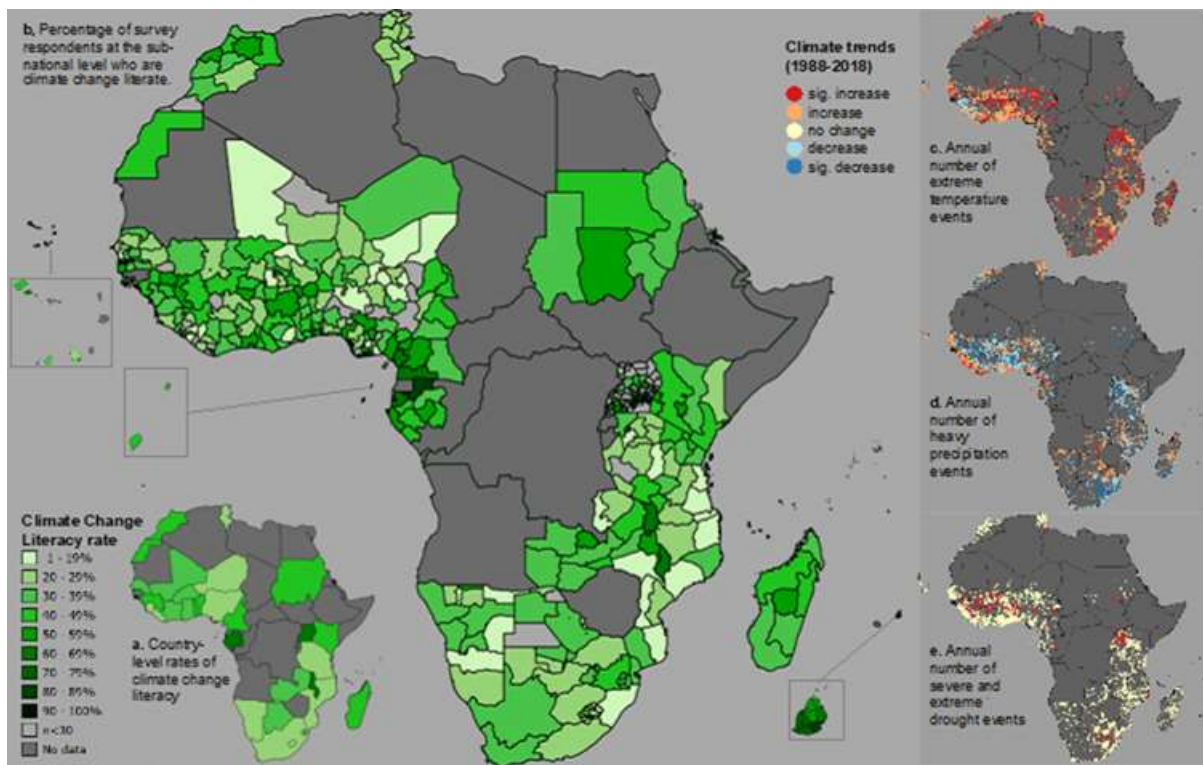 b, Percentage of survey
respondents at the sub-
national level who are
climate change literate.
Climate trends
(1988-2018)
sig. increase
increase
no change
decrease
sig. decrease
c. Annual
number of
extreme
temperature
events
d. Annual
number of
heavy
precipitation
events
e. Annual
number of
severe and
extreme
drought events
Climate Change
Literacy rate
1 - 19%
20 - 29%
30 - 39%
40 - 49%
50 - 59%
60 - 69%
70 - 79%
80 - 89%
90 - 100%
n<30
No data
a. Country-
level rates of
climate change
literacy